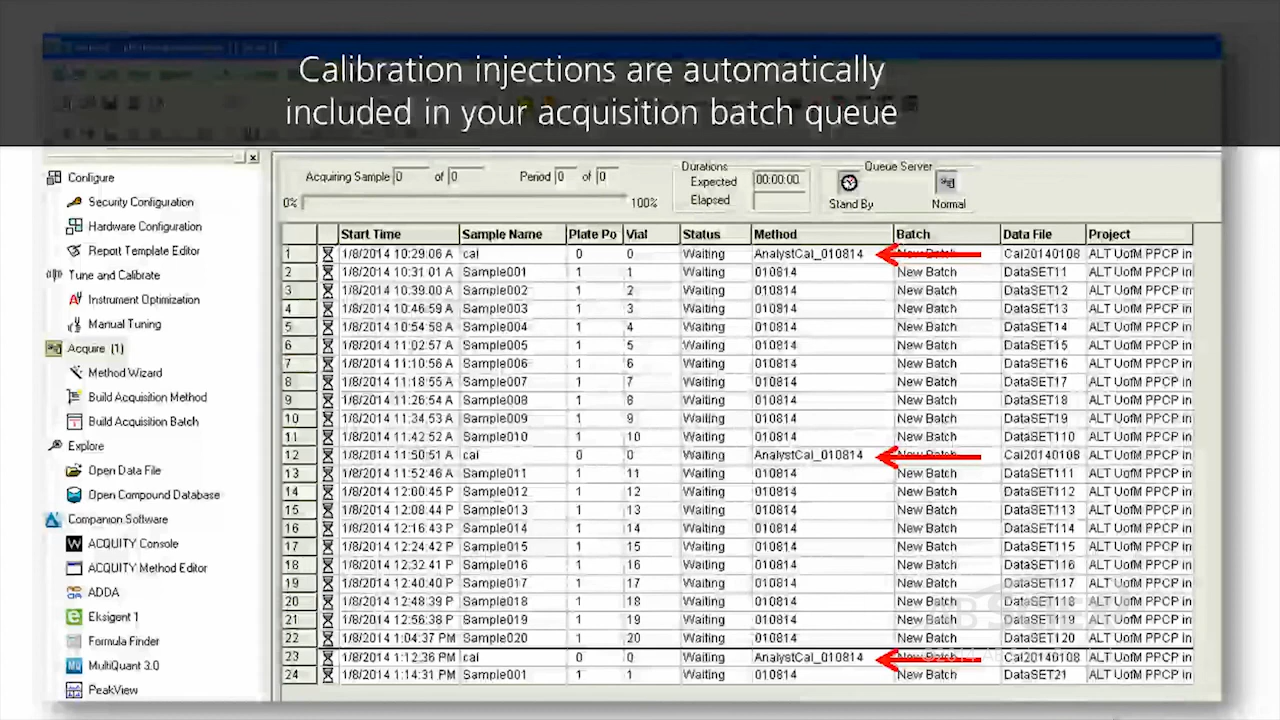 Calibration injections are automatically
included in your acquisition batch queue
Configure
Security Configuration
Hardware Configuration
Report Template Editor
Tune and Calibrate
Instrument Optimization
Manual Tuning
Acquire (1)
Method Wizard
Build Acquisition Method
Build Acquisition Batch
Explore
Open Data File
Open Compound Database
Companion Software
ACQUITY Console
ACQUITY Method Editor
ADDA
Eksigent 1
Formula Finder
MultiQuant 3.0
PeakView
Acquiring Sample 0 of 0 Period 0 of 0
0% 100%
Durations
Expected 00:00:00
Elapsed
Queue Server
Stand By Normal
Start Time Sample Name Plate Po Vial Status Method Batch Data File Project
1 1/8/2014 10:29:06 A cal 0 0 Waiting AnalystCal_010814 New Batch Cal20140108 ALT UofM PPCP in
2 1/8/2014 10:31:01 A Sample001 1 1 Waiting 010814 New Batch DataSET11 ALT UofM PPCP in
3 1/8/2014 10:39:00 A Sample002 1 2 Waiting 010814 New Batch DataSET12 ALT UofM PPCP in
4 1/8/2014 10:46:59 A Sample003 1 3 Waiting 010814 New Batch DataSET13 ALT UofM PPCP in
5 1/8/2014 10:54:58 A Sample004 1 4 Waiting 010814 New Batch DataSET14 ALT UofM PPCP in
6 1/8/2014 11:02:57 A Sample005 1 5 Waiting 010814 New Batch DataSET15 ALT UofM PPCP in
7 1/8/2014 11:10:56 A Sample006 1 6 Waiting 010814 New Batch DataSET16 ALT UofM PPCP in
8 1/8/2014 11:18:55 A Sample007 1 7 Waiting 010814 New Batch DataSET17 ALT UofM PPCP in
9 1/8/2014 11:26:54 A Sample008 1 8 Waiting 010814 New Batch DataSET18 ALT UofM PPCP in
10 1/8/2014 11:34:53 A Sample009 1 9 Waiting 010814 New Batch DataSET19 ALT UofM PPCP in
11 1/8/2014 11:42:52 A Sample010 1 10 Waiting 010814 New Batch DataSET110 ALT UofM PPCP in
12 1/8/2014 11:50:51 A cal 0 0 Waiting AnalystCal_010814 New Batch Cal20140108 ALT UofM PPCP in
13 1/8/2014 11:52:46 A Sample011 1 11 Waiting 010814 New Batch DataSET111 ALT UofM PPCP in
14 1/8/2014 12:00:45 P Sample012 1 12 Waiting 010814 New Batch DataSET112 ALT UofM PPCP in
15 1/8/2014 12:08:44 P Sample013 1 13 Waiting 010814 New Batch DataSET113 ALT UofM PPCP in
16 1/8/2014 12:16:43 P Sample014 1 14 Waiting 010814 New Batch DataSET114 ALT UofM PPCP in
17 1/8/2014 12:24:42 P Sample015 1 15 Waiting 010814 New Batch DataSET115 ALT UofM PPCP in
18 1/8/2014 12:32:41 P Sample016 1 16 Waiting 010814 New Batch DataSET116 ALT UofM PPCP in
19 1/8/2014 12:40:40 P Sample017 1 17 Waiting 010814 New Batch DataSET117 ALT UofM PPCP in
20 1/8/2014 12:48:39 P Sample018 1 18 Waiting 010814 New Batch DataSET118 ALT UofM PPCP in
21 1/8/2014 12:56:38 P Sample019 1 19 Waiting 010814 New Batch DataSET119 ALT UofM PPCP in
22 1/8/2014 1:04:37 PM Sample020 1 20 Waiting 010814 New Batch DataSET120 ALT UofM PPCP in
23 1/8/2014 1:12:36 PM cal 0 0 Waiting AnalystCal_010814 New Batch Cal20140108 ALT UofM PPCP in
24 1/8/2014 1:14:31 PM Sample001 1 1 Waiting 010814 New Batch DataSET21 ALT UofM PPCP in